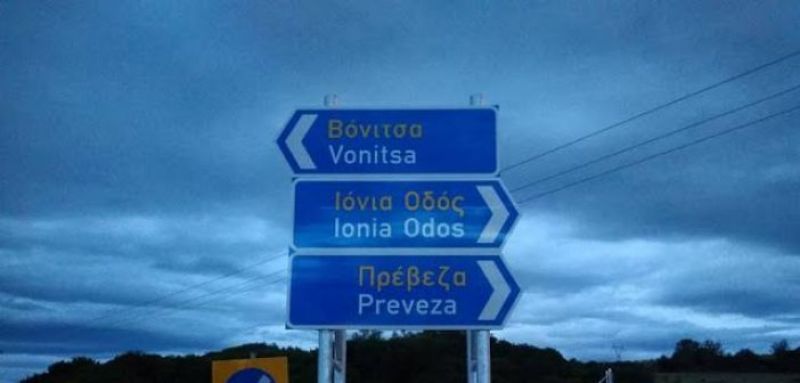 Βόνιτσα
Vonitsa
Ιόνια Οδός
Ionia Odos
Πρέβεζα
Preveza